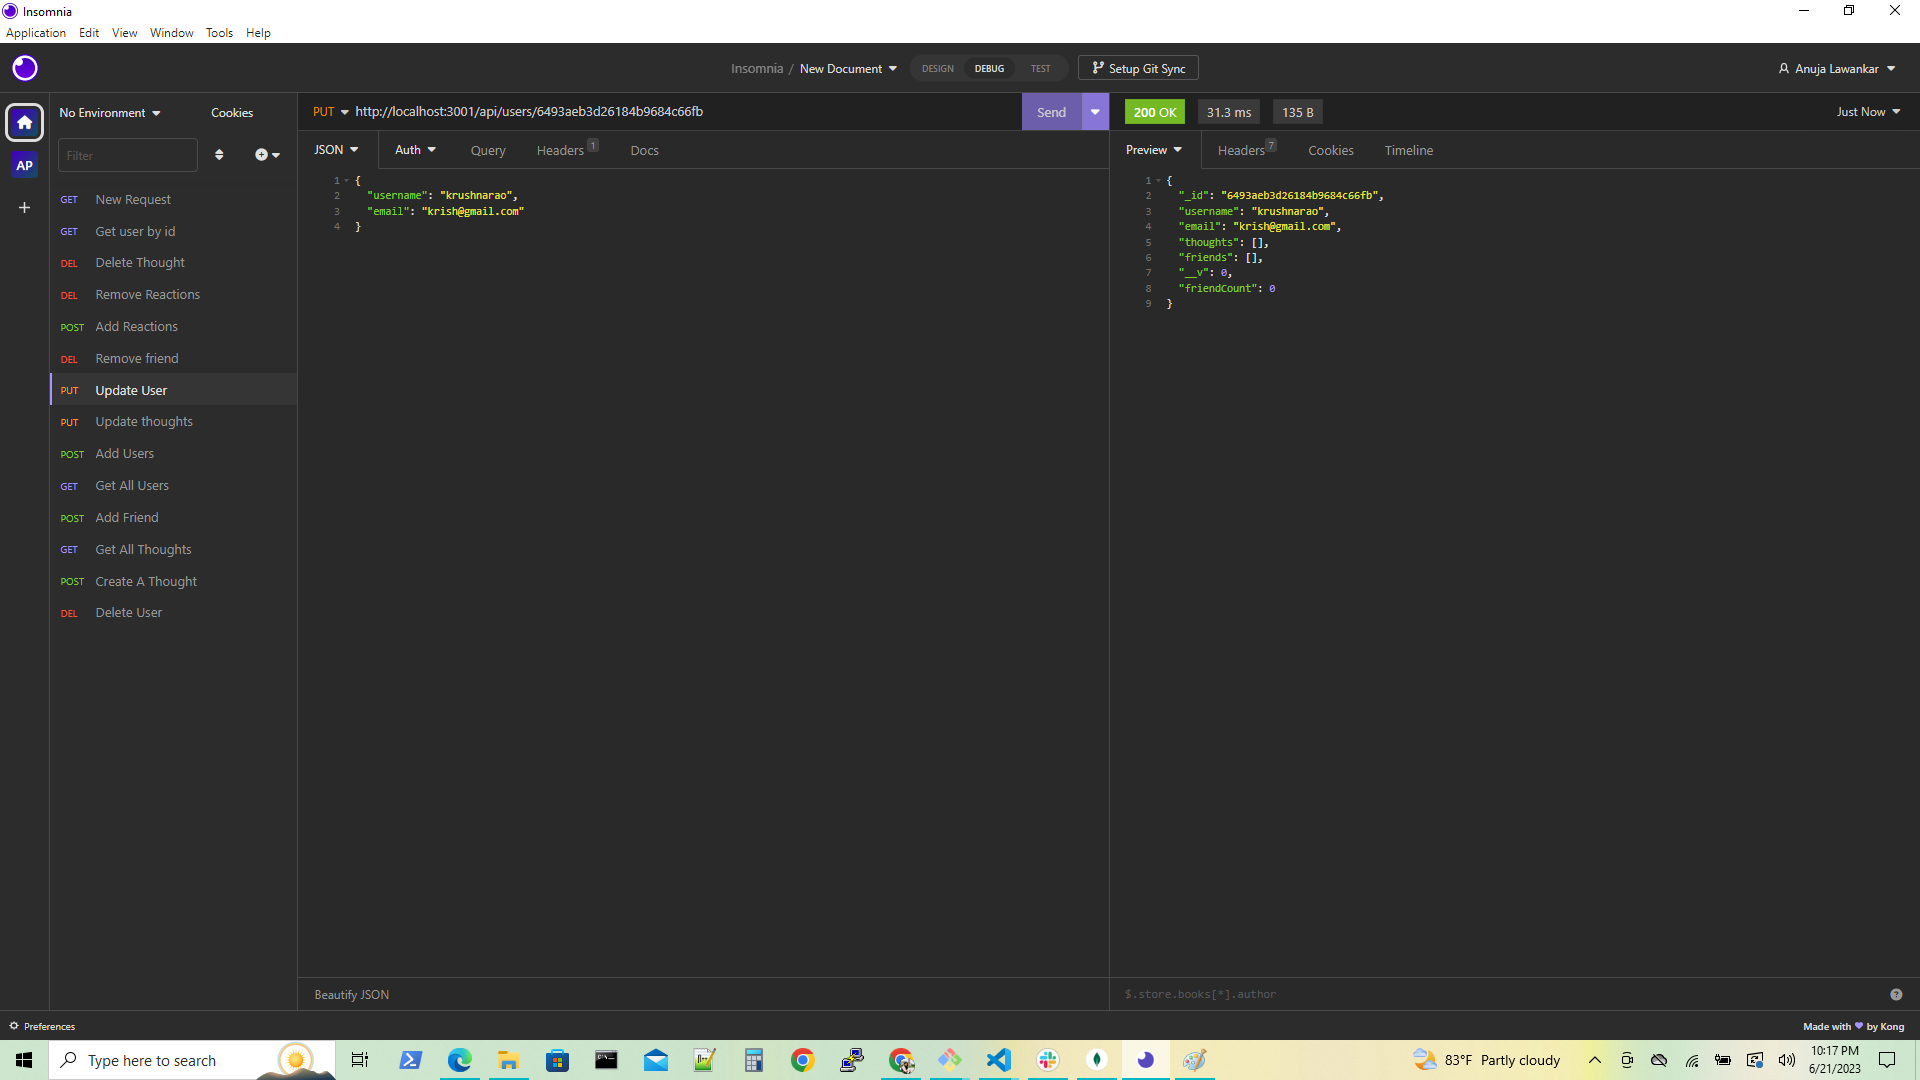 Insomnia
Application Edit View Window Tools Help
Insomnia / New Document DESIGN DEBUG TEST Setup Git Sync Anuja Lawankar
No Environment Cookies
PUT http://localhost:3001/api/users/6493aeb3d26184b9684c66fb Send 200 OK 31.3 ms 135 B Just Now
Filter
JSON Auth Query Headers 1 Docs
Preview Headers 7 Cookies Timeline
AP
GET New Request
GET Get user by id
DEL Delete Thought
DEL Remove Reactions
POST Add Reactions
DEL Remove friend
PUT Update User
PUT Update thoughts
POST Add Users
GET Get All Users
POST Add Friend
GET Get All Thoughts
POST Create A Thought
DEL Delete User
1 {
2 "username": "krushnarao",
3 "email": "krish@gmail.com"
4 }
1 {
2 "_id": "6493aeb3d26184b9684c66fb",
3 "username": "krushnarao",
4 "email": "krish@gmail.com",
5 "thoughts": [],
6 "friends": [],
7 "__v": 0,
8 "friendCount": 0
9 }
Beautify JSON
$.store.books[*].author
Preferences
Made with by Kong
Type here to search
83°F Partly cloudy
10:17 PM
6/21/2023